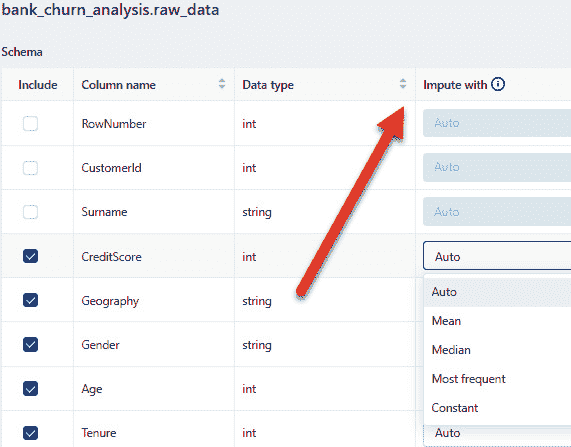 bank_churn_analysis.raw_data
Schema
Include Column name Data type Impute with
RowNumber int Auto
CustomerId int Auto
Surname string Auto
CreditScore int Auto
Geography string Auto
Gender string Mean
Age int Median
Most frequent
Constant
Tenure int Auto